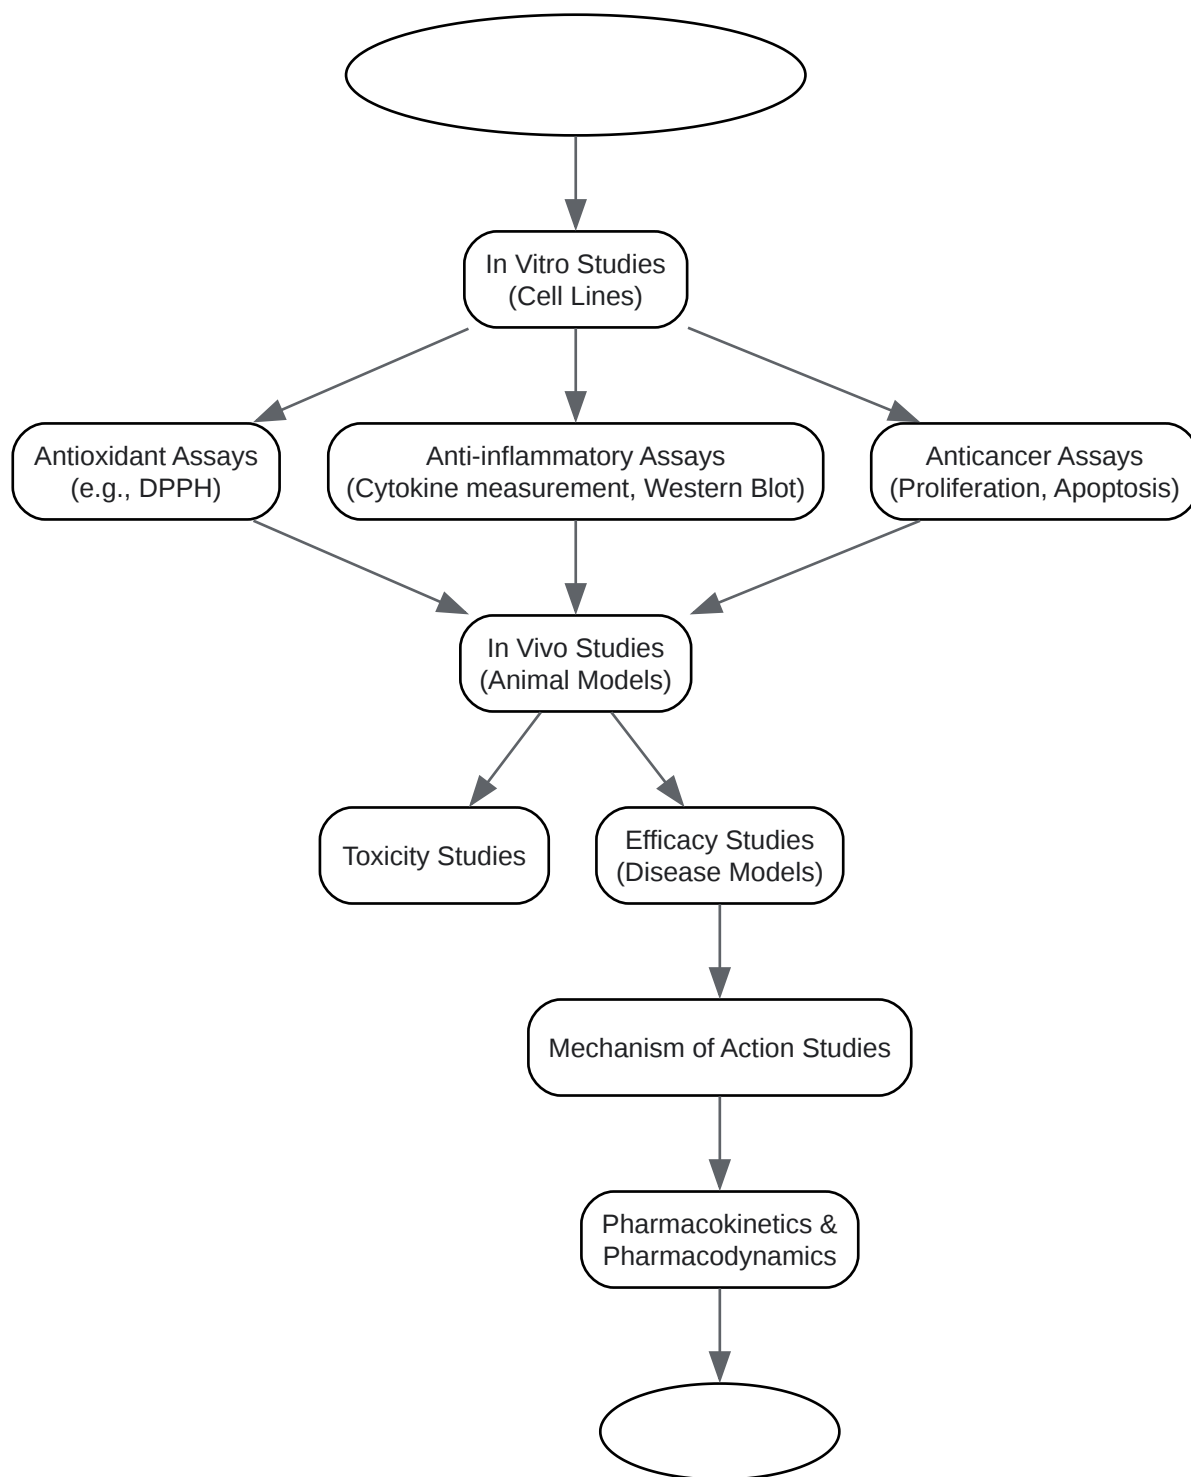 In Vitro Studies
(Cell Lines)
Antioxidant Assays
(e.g., DPPH)
Anti-inflammatory Assays
(Cytokine measurement, Western Blot)
Anticancer Assays
(Proliferation, Apoptosis)
In Vivo Studies
(Animal Models)
Toxicity Studies
Efficacy Studies
(Disease Models)
Mechanism of Action Studies
Pharmacokinetics &
Pharmacodynamics